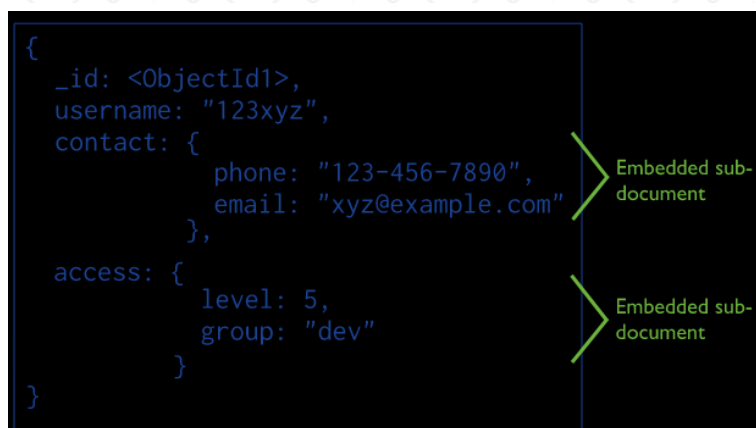 {
_id: <ObjectId1>,
username: "123xyz",
contact: {
phone: "123-456-7890",
email: "xyz@example.com"
},
Embedded sub-
document
access: {
level: 5,
group: "dev"
}
Embedded sub-
document
}